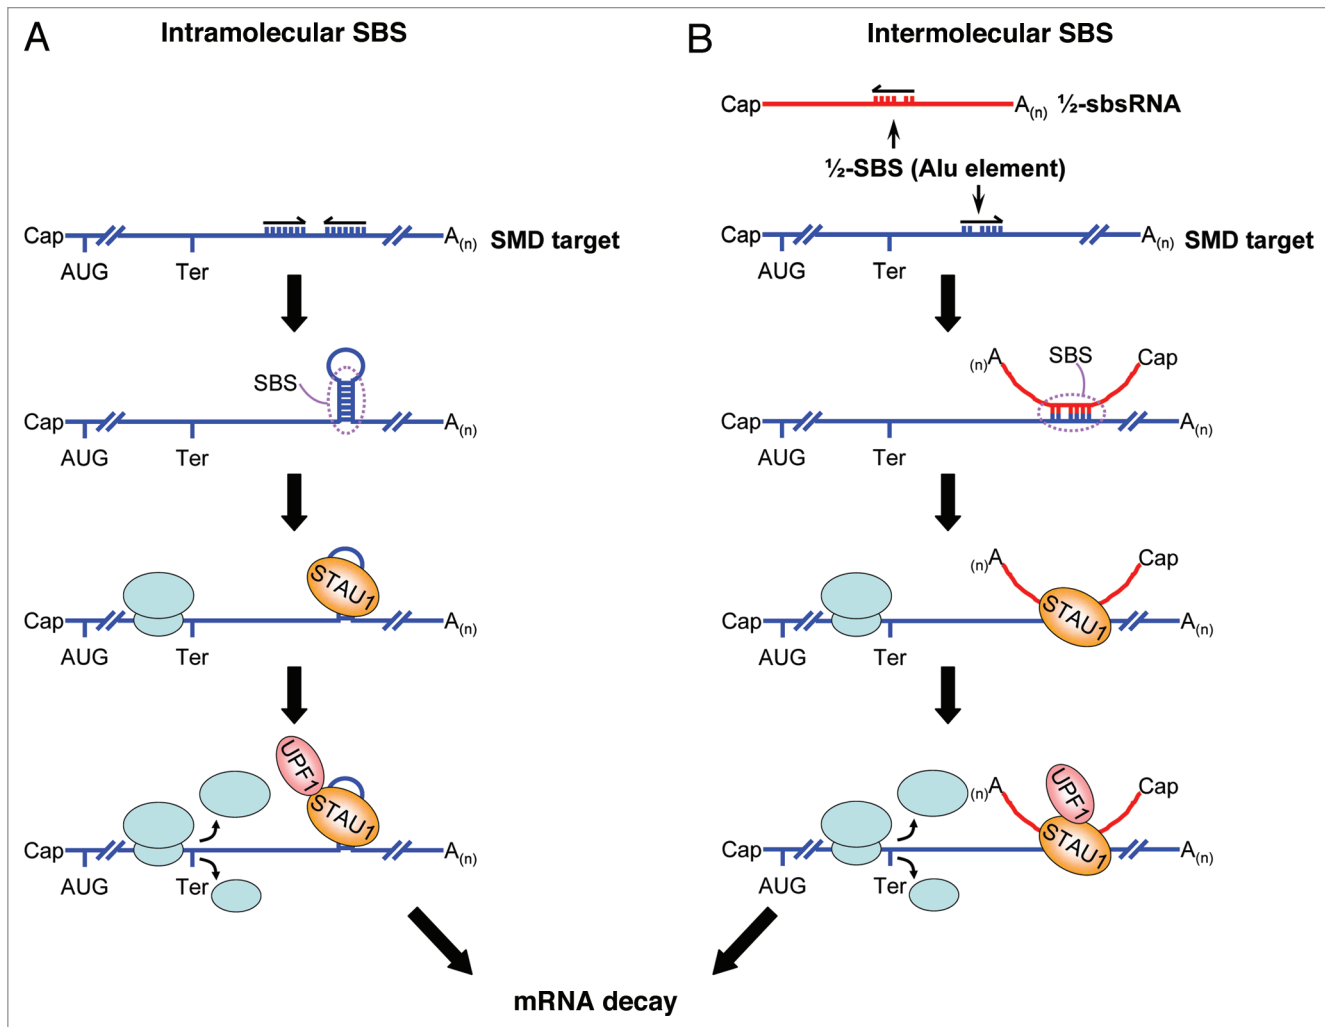 A
Intramolecular SBS
Cap
A(n)
SMD target
AUG
Ter
SBS
Cap
A(n)
AUG
Ter
STAU1
Cap
A(n)
AUG
Ter
UPF1
STAU1
Cap
A(n)
AUG
Ter
B
Intermolecular SBS
Cap
A(n)
½-sbsRNA
½-SBS (Alu element)
Cap
A(n)
SMD target
AUG
Ter
(n)A
SBS
Cap
Cap
A(n)
AUG
Ter
(n)A
Cap
STAU1
Cap
A(n)
AUG
Ter
(n)A
UPF1
Cap
STAU1
Cap
A(n)
AUG
Ter
mRNA decay